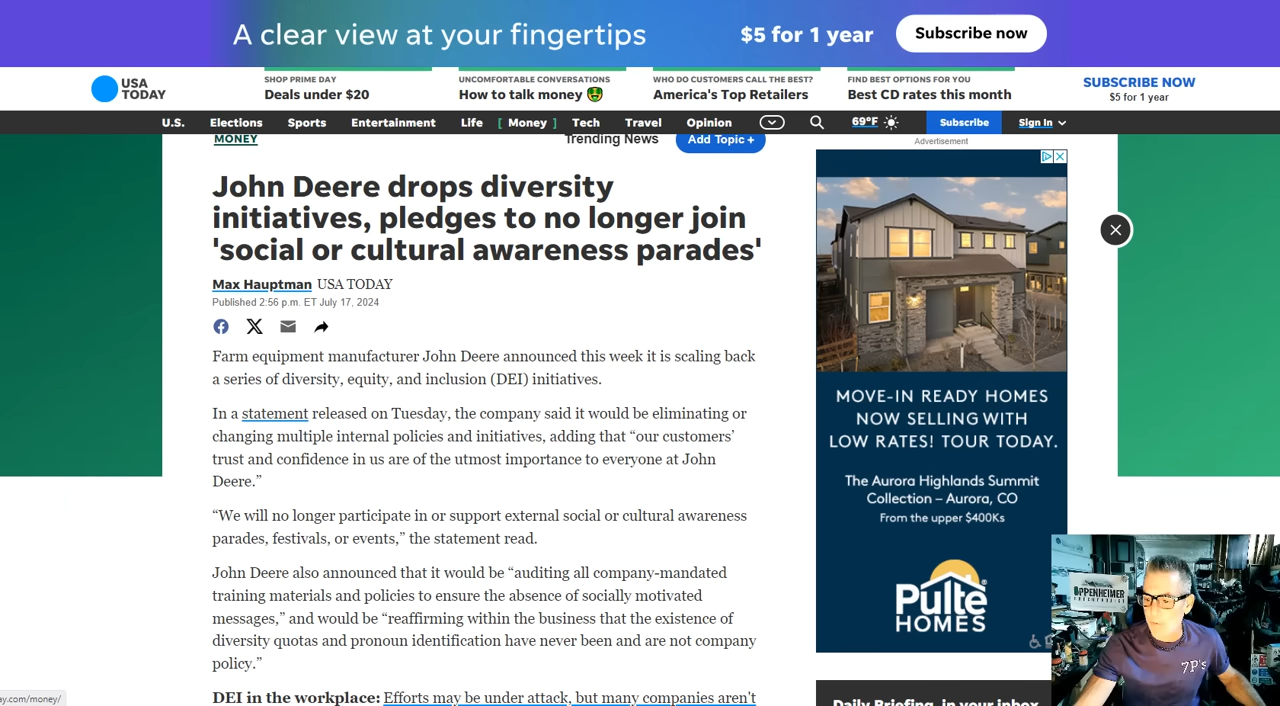 A clear view at your fingertips
$5 for 1 year
Subscribe now
USA
TODAY
SHOP PRIME DAY
Deals under $20
UNCOMFORTABLE CONVERSATIONS
How to talk money
WHO DO CUSTOMERS CALL THE BEST?
America's Top Retailers
FIND BEST OPTIONS FOR YOU
Best CD rates this month
SUBSCRIBE NOW
$5 for 1 year
U.S. Elections Sports Entertainment Life [ Money ] Tech Travel Opinion 69°F Subscribe Sign In
MONEY
Trending News
Add Topic +
Advertisement
John Deere drops diversity
initiatives, pledges to no longer join
'social or cultural awareness parades'
Max Hauptman USA TODAY
Published 2:56 p.m. ET July 17, 2024
Farm equipment manufacturer John Deere announced this week it is scaling back
a series of diversity, equity, and inclusion (DEI) initiatives.
In a statement released on Tuesday, the company said it would be eliminating or
changing multiple internal policies and initiatives, adding that “our customers’
trust and confidence in us are of the utmost importance to everyone at John
Deere.”
“We will no longer participate in or support external social or cultural awareness
parades, festivals, or events,” the statement read.
John Deere also announced that it would be “auditing all company-mandated
training materials and policies to ensure the absence of socially motivated
messages,” and would be “reaffirming within the business that the existence of
diversity quotas and pronoun identification have never been and are not company
policy.”
DEI in the workplace: Efforts may be under attack, but many companies aren't
MOVE-IN READY HOMES
NOW SELLING WITH
LOW RATES! TOUR TODAY.
The Aurora Highlands Summit
Collection – Aurora, CO
From the upper $400Ks
Pulte
HOMES
Daily Briefing, in your inbox
ay.com/money/
OPPENHEIMER
7P's